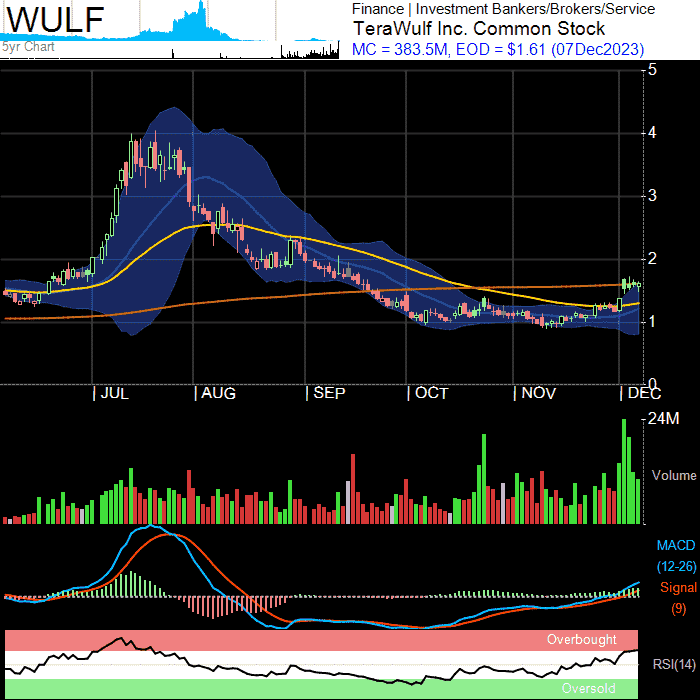 WULF
5yr Chart
Finance | Investment Bankers/Brokers/Service
TeraWulf Inc. Common Stock
MC = 383.5M, EOD = $1.61 (07Dec2023)
5
4
3
2
1
0
| JUL | AUG | SEP | OCT | NOV | DEC
24M
Volume
MACD
(12-26)
Signal
(9)
Overbought
RSI(14)
Oversold